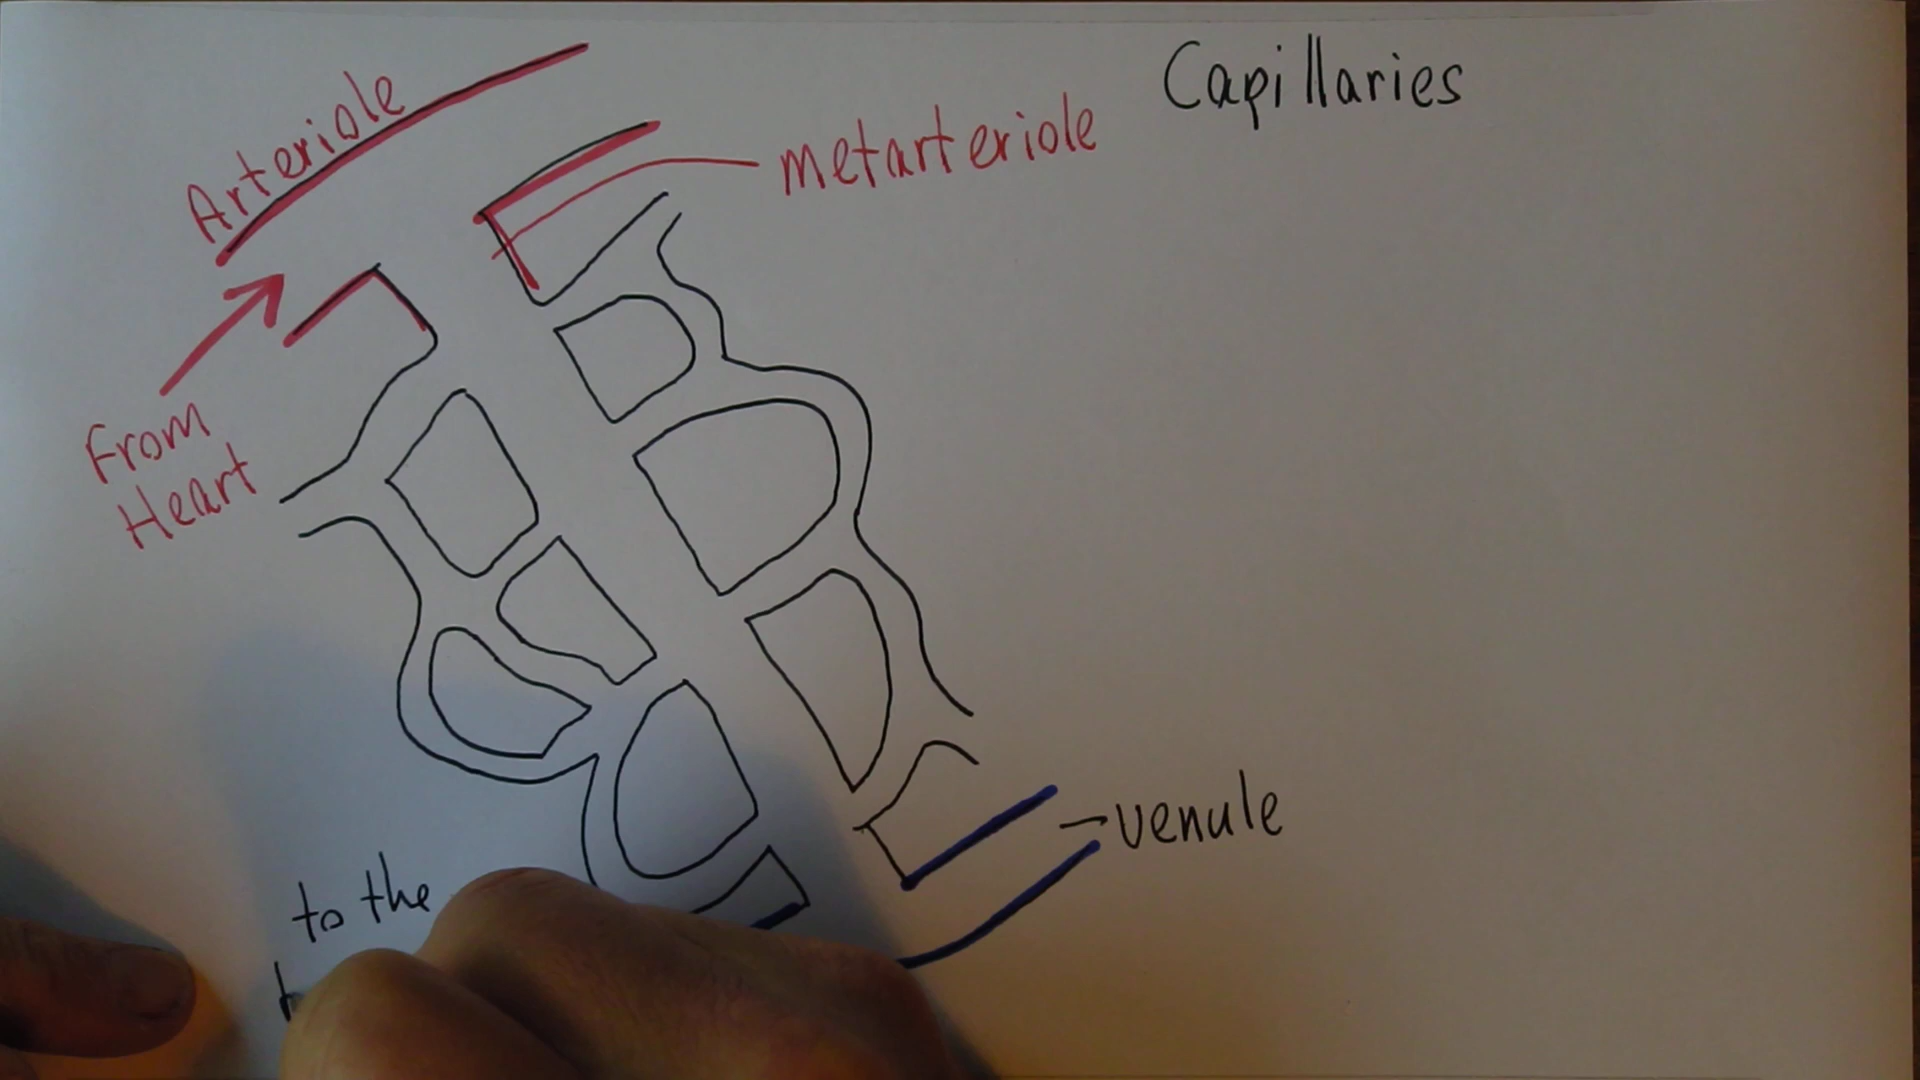 Capillaries
Arteriole
metarteriole
From
Heart
venule
to the